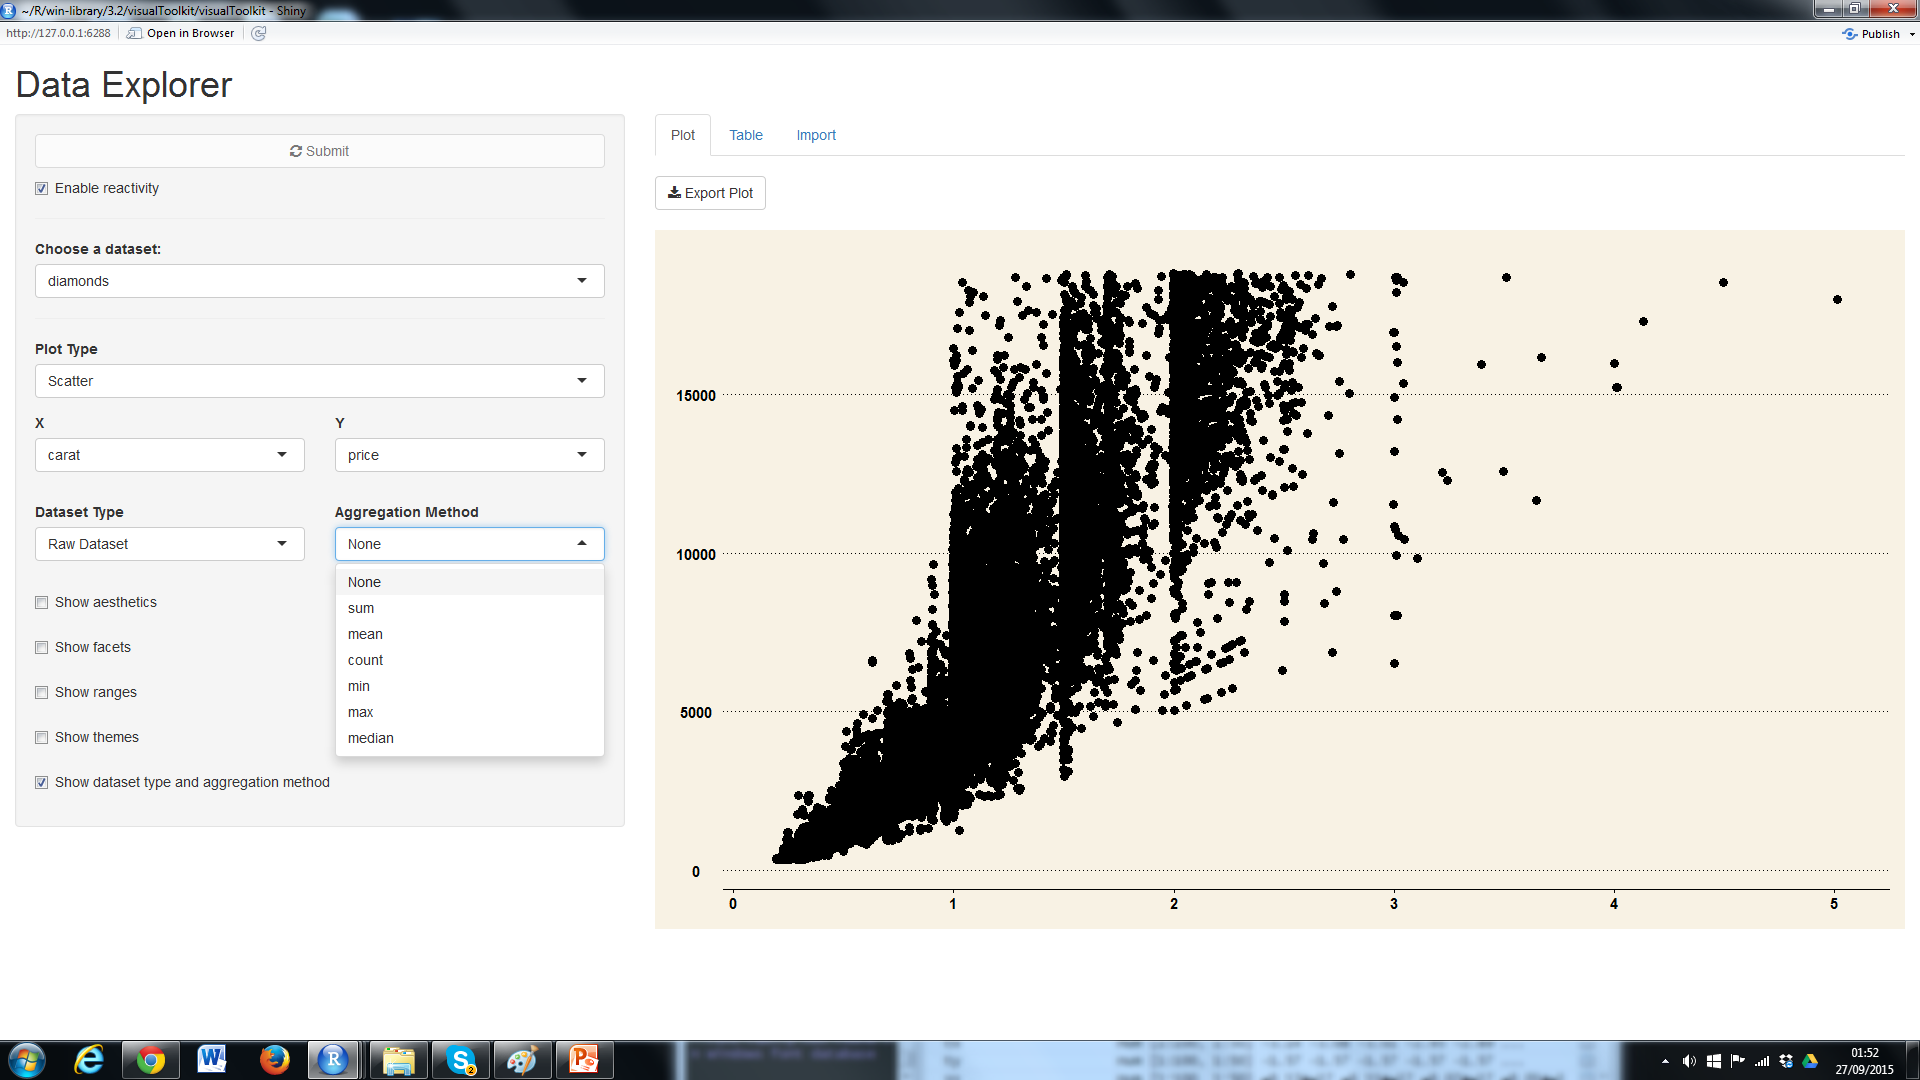 ~/R/win-library/3.2/visualToolkit/visualToolkit - Shiny
http://127.0.0.1:6288 Open in Browser Publish
Data Explorer
Submit
Enable reactivity
Choose a dataset:
diamonds
Plot Type
Scatter
X Y
carat price
Dataset Type Aggregation Method
Raw Dataset None
None
sum
mean
count
min
max
median
Show aesthetics
Show facets
Show ranges
Show themes
Show dataset type and aggregation method
Plot Table Import
Export Plot
15000
10000
5000
0
0 1 2 3 4 5
2
01:52
27/09/2015